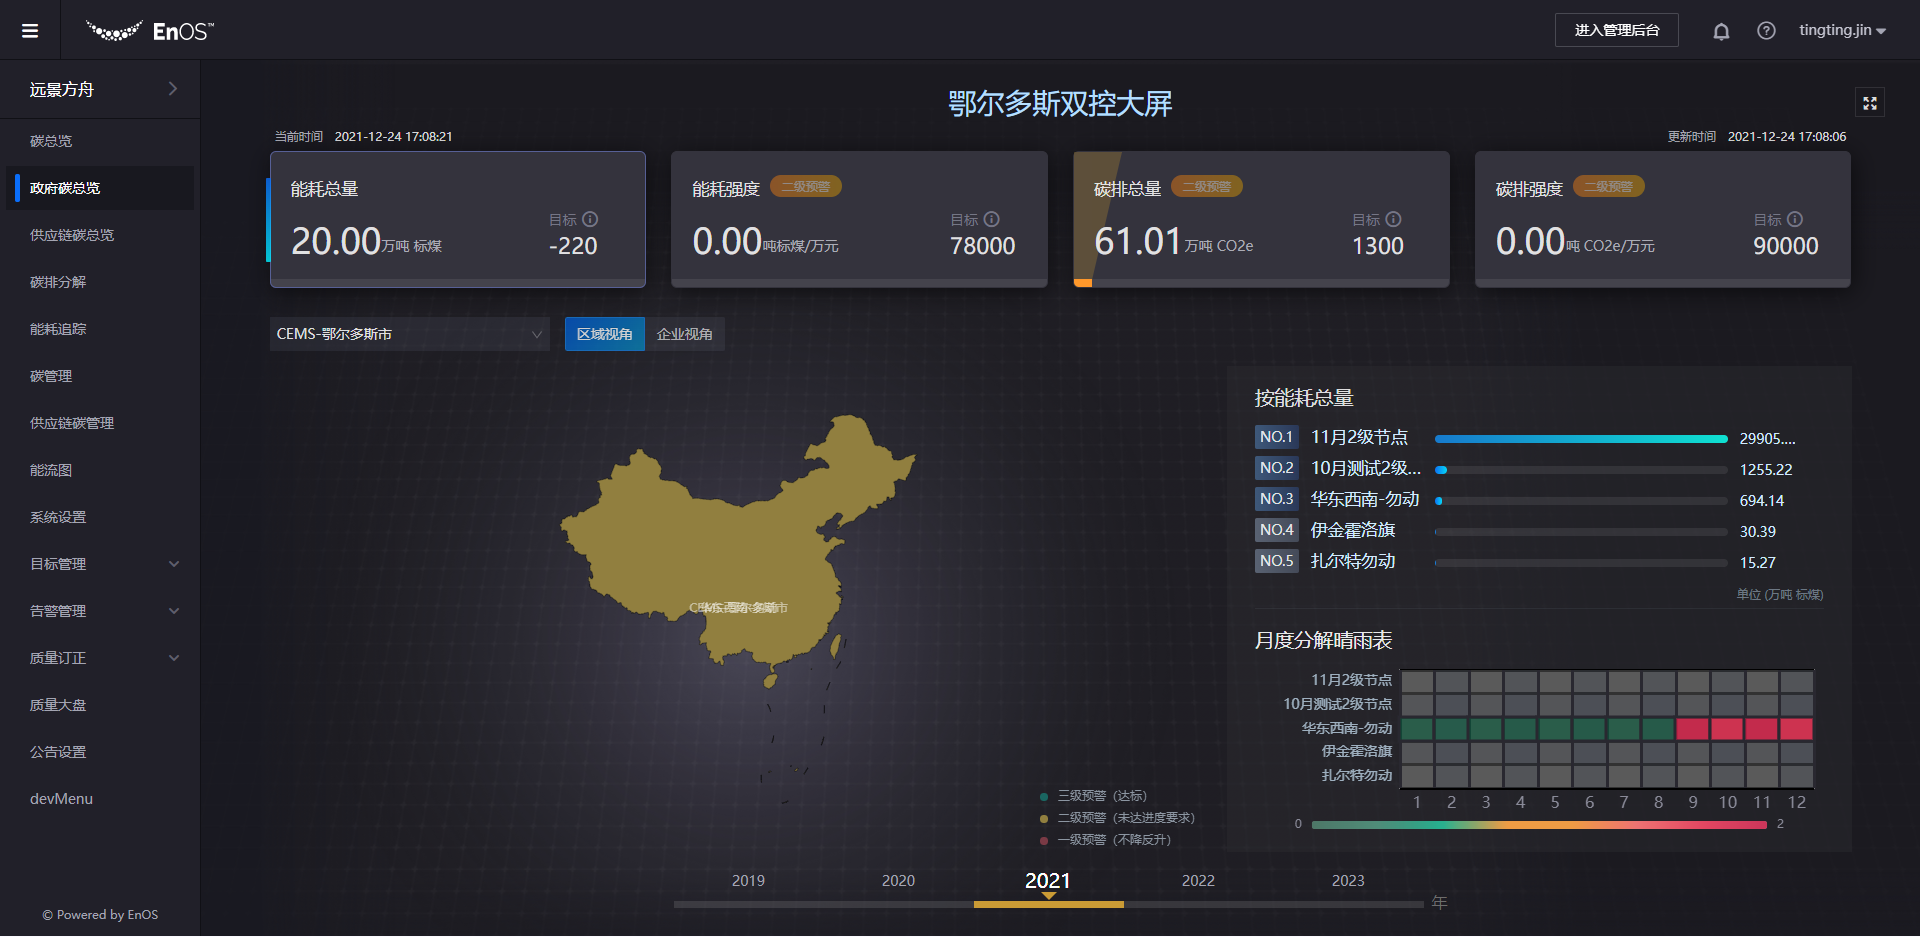 EnOS™
进入管理后台
tingting.jin
远景方舟
碳总览
政府碳总览
供应链碳总览
碳排分解
能耗追踪
碳管理
供应链碳管理
能流图
系统设置
目标管理
告警管理
质量订正
质量大盘
公告设置
devMenu
© Powered by EnOS
鄂尔多斯双控大屏
当前时间 2021-12-24 17:08:21
更新时间 2021-12-24 17:08:06
能耗总量
20.00万吨 标煤
目标
-220
能耗强度 二级预警
0.00吨标煤/万元
目标
78000
碳排总量 二级预警
61.01万吨 CO2e
目标
1300
碳排强度 二级预警
0.00吨 CO2e/万元
目标
90000
CEMS-鄂尔多斯市
区域视角 企业视角
按能耗总量
NO.1 11月2级节点 29905....
NO.2 10月测试2级... 1255.22
NO.3 华东西南-勿动 694.14
NO.4 伊金霍洛旗 30.39
NO.5 扎尔特勿动 15.27
单位 (万吨 标煤)
月度分解晴雨表
11月2级节点
10月测试2级节点
华东西南-勿动
伊金霍洛旗
扎尔特勿动
1 2 3 4 5 6 7 8 9 10 11 12
0 2
三级预警 (达标)
二级预警 (未达进度要求)
一级预警 (不降反升)
2019 2020 2021 2022 2023
年